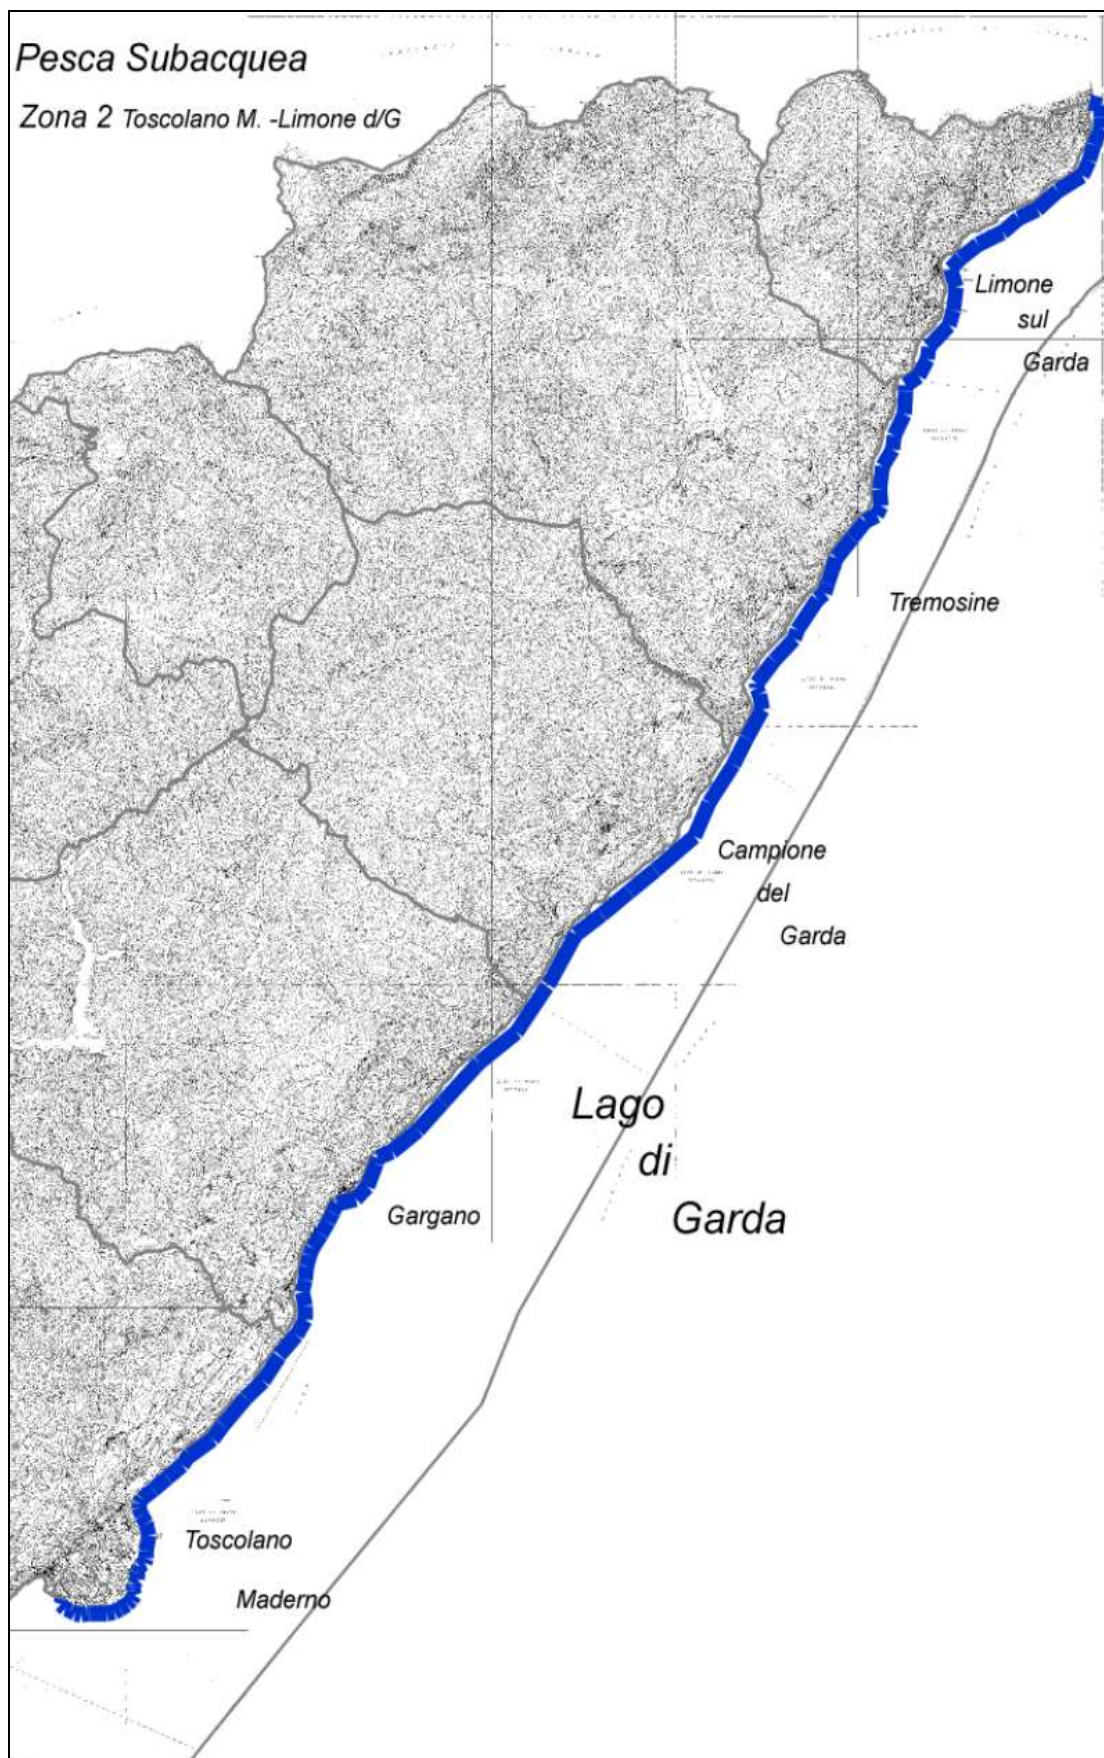 Pesca Subacquea
Zona 2 Toscolano M. -Limone d/G
Limone
sul
Garda
Tremosine
Campione
del
Garda
Lago
di
Garda
Gargano
Toscolano
Maderno